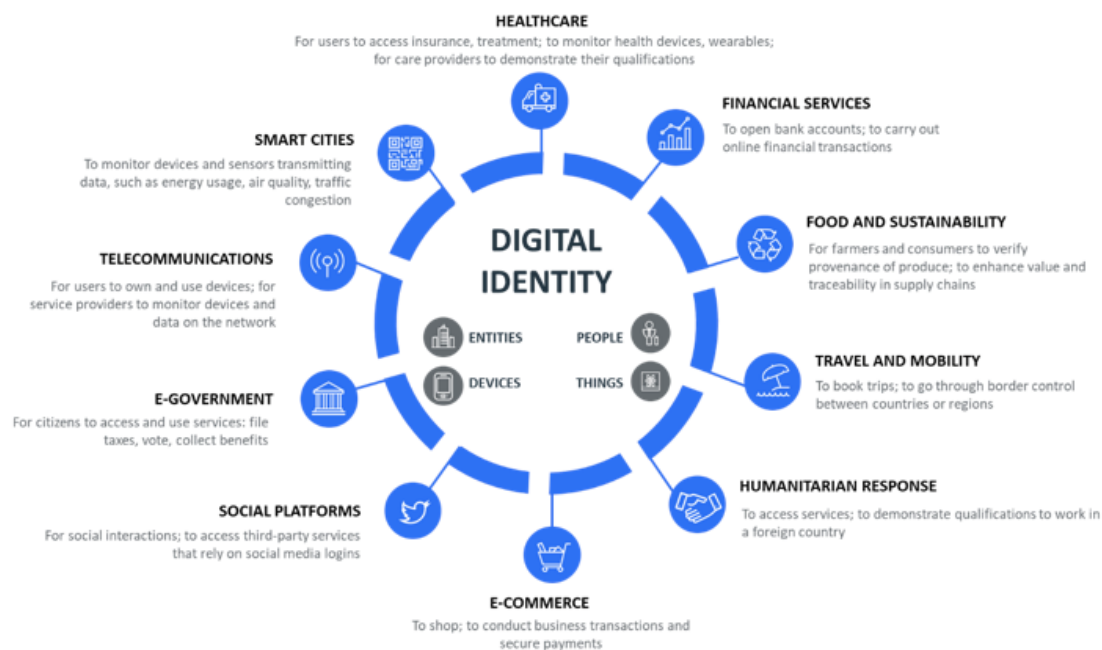 HEALTHCARE
For users to access insurance, treatment; to monitor health devices, wearables;
for care providers to demonstrate their qualifications
FINANCIAL SERVICES
To open bank accounts; to carry out
online financial transactions
FOOD AND SUSTAINABILITY
For farmers and consumers to verify
provenance of produce; to enhance value and
traceability in supply chains
TRAVEL AND MOBILITY
To book trips; to go through border control
between countries or regions
HUMANITARIAN RESPONSE
To access services; to demonstrate qualifications to work in
a foreign country
E-COMMERCE
To shop; to conduct business transactions and
secure payments
SOCIAL PLATFORMS
For social interactions; to access third-party services
that rely on social media logins
E-GOVERNMENT
For citizens to access and use services: file
taxes, vote, collect benefits
TELECOMMUNICATIONS
For users to own and use devices; for
service providers to monitor devices and
data on the network
SMART CITIES
To monitor devices and sensors transmitting
data, such as energy usage, air quality, traffic
congestion
DIGITAL
IDENTITY
ENTITIES
PEOPLE
DEVICES
THINGS